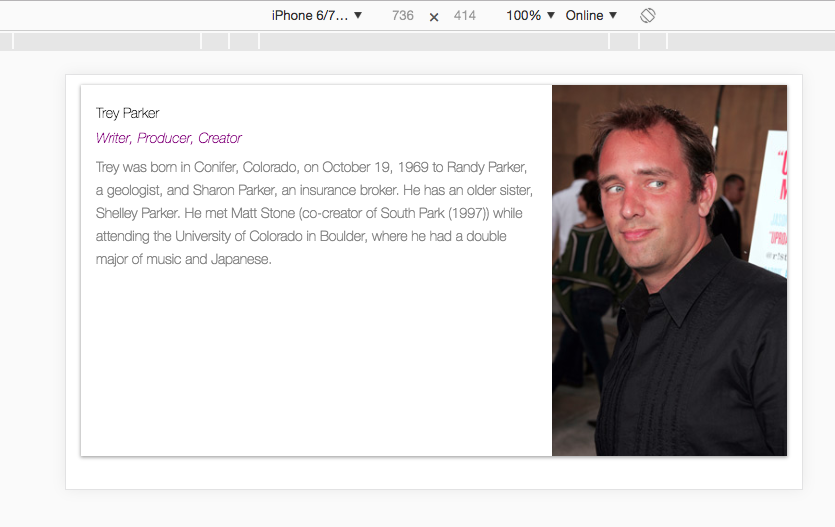 iPhone 6/7… ▼ 736 × 414 100% ▼ Online ▼
Trey Parker
Writer, Producer, Creator
Trey was born in Conifer, Colorado, on October 19, 1969 to Randy Parker,
a geologist, and Sharon Parker, an insurance broker. He has an older sister,
Shelley Parker. He met Matt Stone (co-creator of South Park (1997)) while
attending the University of Colorado in Boulder, where he had a double
major of music and Japanese.